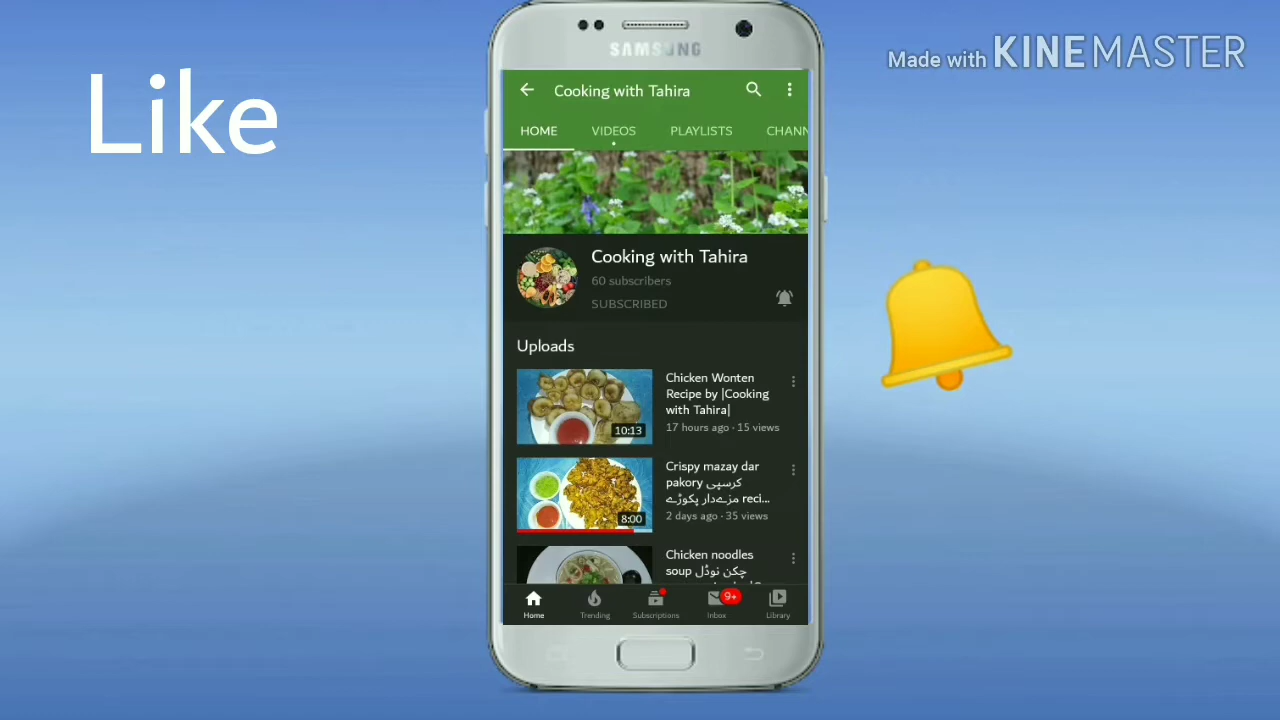 Like
Made with KINEMASTER
SAMSUNG
Cooking with Tahira
HOME VIDEOS PLAYLISTS CHANN
Cooking with Tahira
60 subscribers
SUBSCRIBED
Uploads
Chicken Wonten
Recipe by |Cooking
with Tahira|
17 hours ago · 15 views
10:13
Crispy mazay dar
pakory کرسپی
مزےدار پکوڑے reci...
2 days ago · 35 views
8:00
Chicken noodles
soup چکن نوڈل
Home Trending Subscriptions Inbox 9+ Library